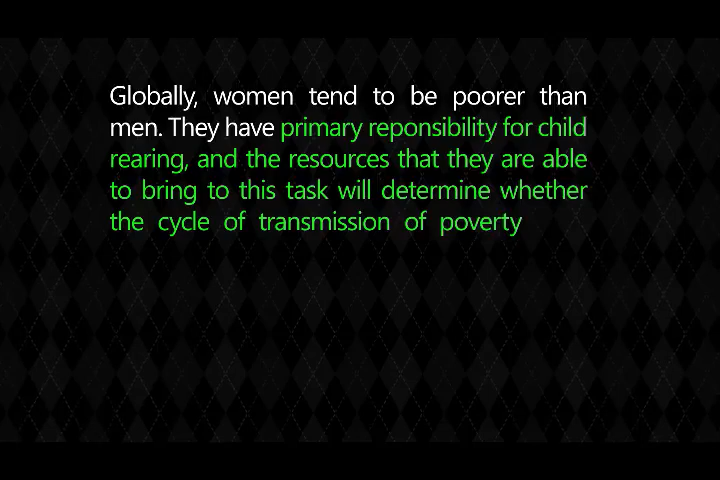 Globally, women tend to be poorer than
men. They have primary reponsibility for child
rearing, and the resources that they are able
to bring to this task will determine whether
the cycle of transmission of poverty